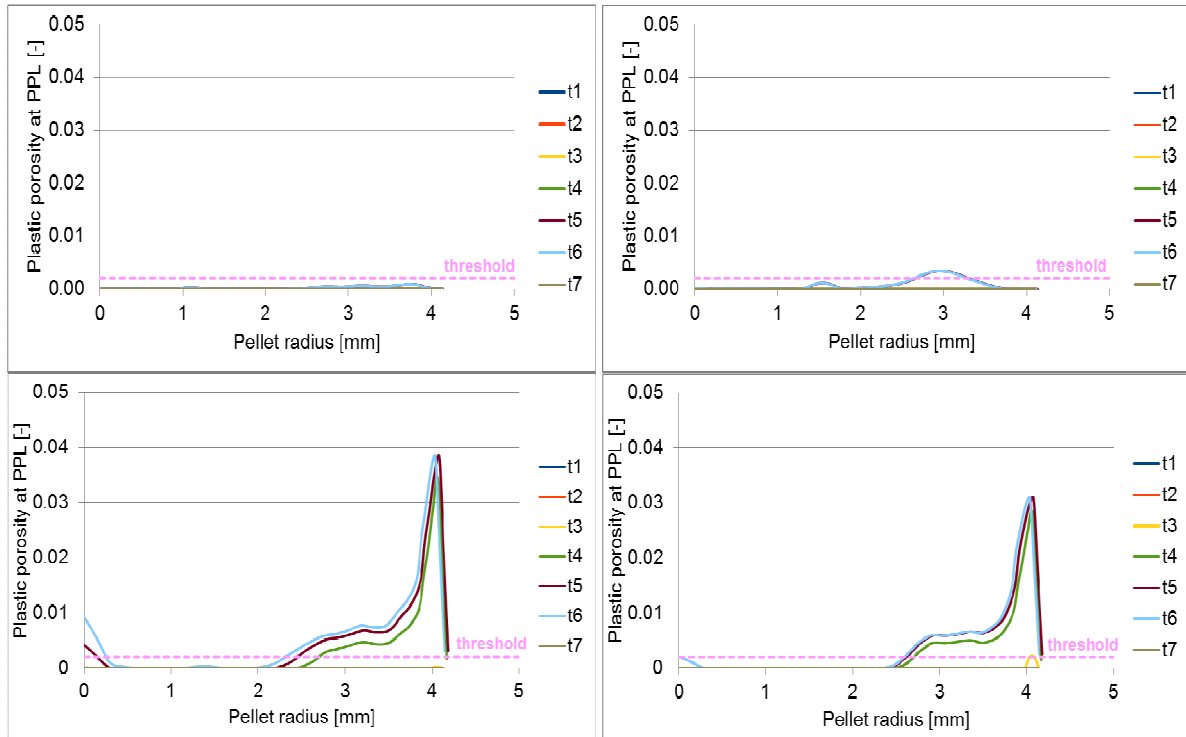 Plastic porosity at PPL [-]
0.05
0.04
0.03
0.02
0.01
0.00
0
1
2
3
4
5
Pellet radius [mm]
threshold
t1
t2
t3
t4
t5
t6
t7
Plastic porosity at PPL [-]
0.05
0.04
0.03
0.02
0.01
0.00
0
1
2
3
4
5
Pellet radius [mm]
threshold
t1
t2
t3
t4
t5
t6
t7
Plastic porosity at PPL [-]
0.05
0.04
0.03
0.02
0.01
0
0
1
2
3
4
5
Pellet radius [mm]
threshold
t1
t2
t3
t4
t5
t6
t7
Plastic porosity at PPL [-]
0.05
0.04
0.03
0.02
0.01
0
0
1
2
3
4
5
Pellet radius [mm]
threshold
t1
t2
t3
t4
t5
t6
t7